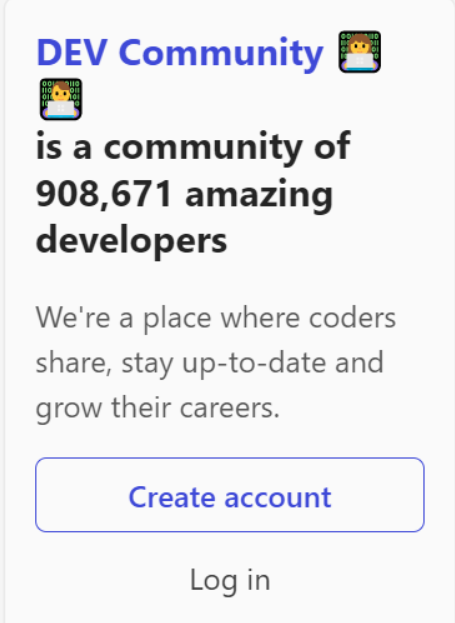 DEV Community 👩‍💻
👨‍💻
is a community of
908,671 amazing
developers
We're a place where coders
share, stay up-to-date and
grow their careers.
Create account
Log in